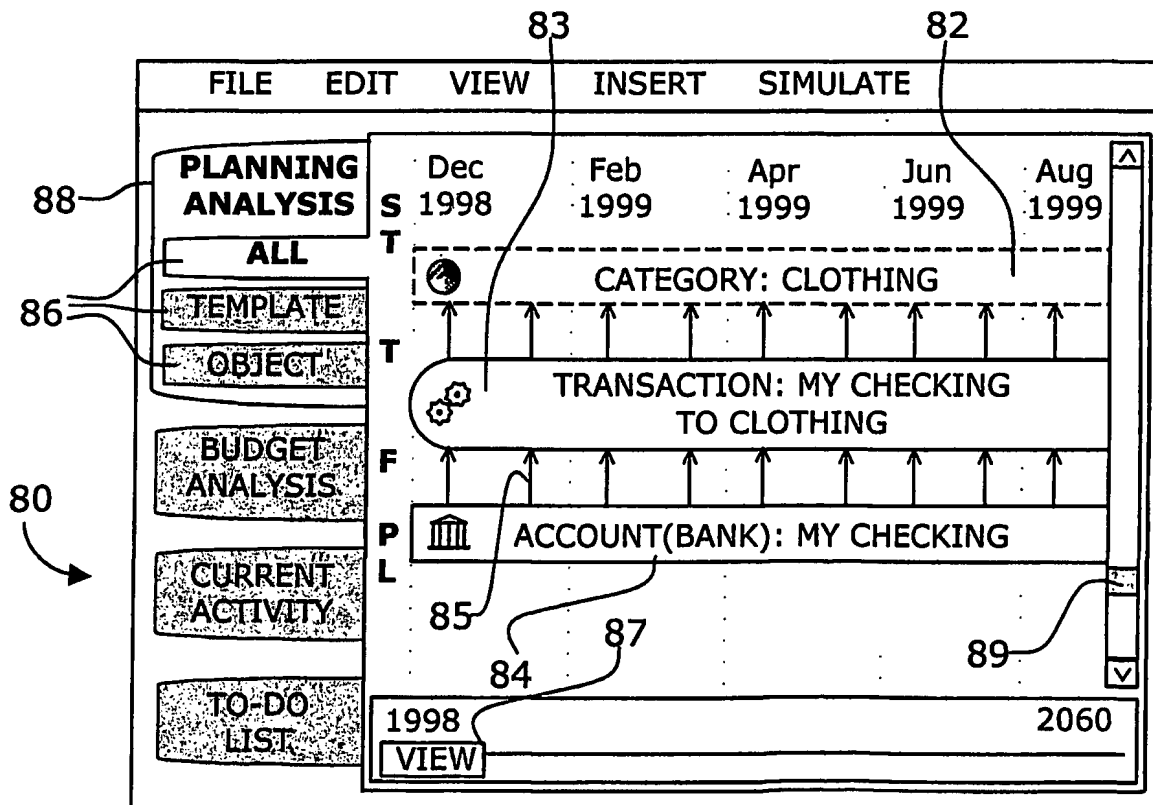 83
82
FILE EDIT VIEW INSERT SIMULATE
88
PLANNING
ANALYSIS
ALL
86
TEMPLATE
OBJECT
BUDGET
ANALYSIS
80
CURRENT
ACTIVITY
TO-DO
LIST
S
T
T
F
P
L
Dec Feb Apr Jun Aug
1998 1999 1999 1999 1999
CATEGORY: CLOTHING
TRANSACTION: MY CHECKING
TO CLOTHING
ACCOUNT(BANK): MY CHECKING
85
87
84
89
1998 2060
VIEW